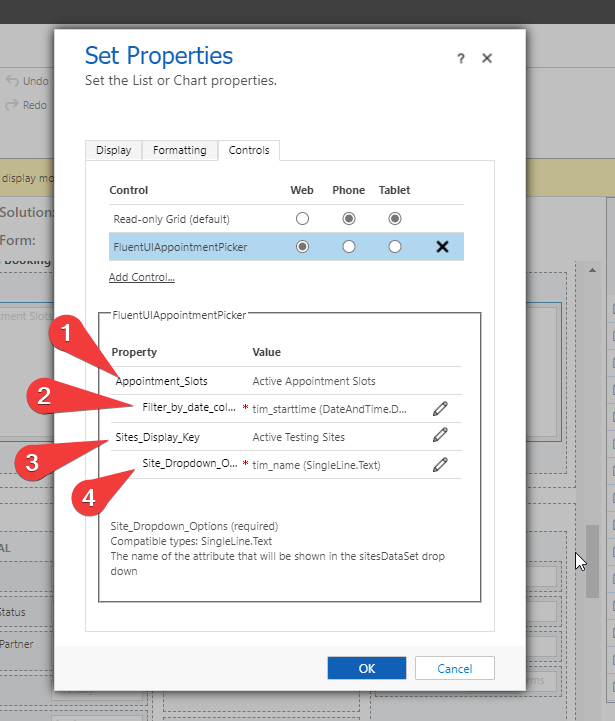 Set Properties
? ×
Set the List or Chart properties.
Undo
Redo
Display Formatting Controls
display mo
Control Web Phone Tablet
Solution:
Read-only Grid (default)
Form:
FluentUIAppointmentPicker
Booking
Add Control...
FluentUIAppointmentPicker
ment Slots
1
Property Value
Appointment_Slots Active Appointment Slots
2
Filter_by_date_col... * tim_starttime (DateAndTime.D...
3
Sites_Display_Key Active Testing Sites
4
Site_Dropdown_O... * tim_name (SingleLine.Text)
Site_Dropdown_Options (required)
Compatible types: SingleLine.Text
The name of the attribute that will be shown in the sitesDataSet drop
down
AL
Status
Partner
OK Cancel